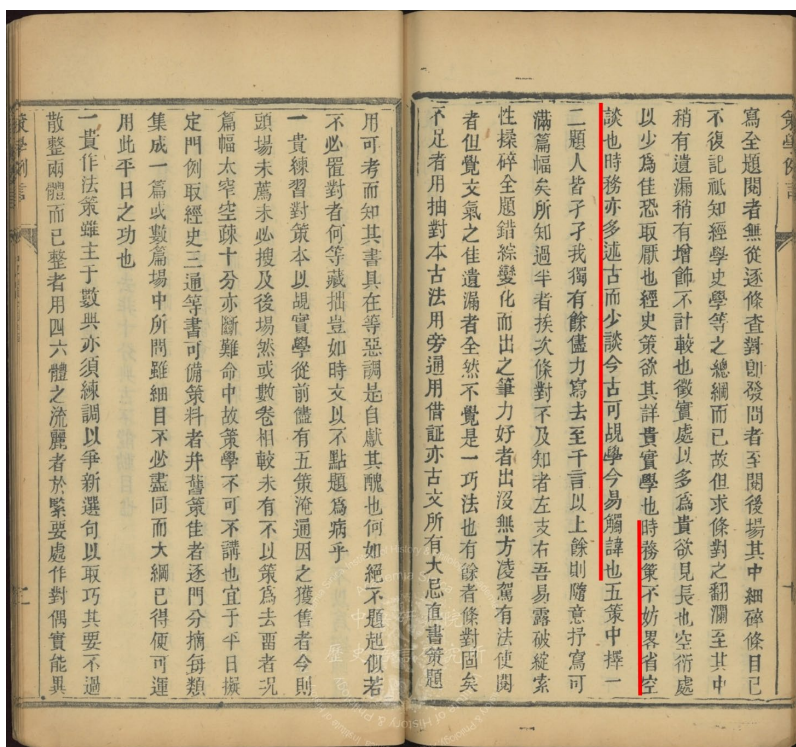 策學例言
寫全題閱者無從逐條查對卽發問者至閱後場其中細碎條目已
不復記祗知經學史學等之總綱而已故但求條對之翻瀾至其中
稍有遺漏稍有增飾不計較也徵實處以多爲貴欲見長也空衍處
以少爲佳恐取厭也經史策欲其詳貴實學也時務策不妨畧省空
談也時務亦多述古而少談今古可覘學今易觸諱也五策中擇一
二題人皆孑孑我獨有餘儘力寫去至千言以上餘則隨意抒寫可
滿篇幅矣所知過半者挨次條對不及知者左支右吾易露破綻索
性揉碎全題錯綜變化而出之筆力好者出沒無方凌駕有法使閱
者但覺文氣之佳遺漏者全然不覺是一巧法也有餘者條對固矣
不足者用抽對本古法用旁通用借証亦古文所有大忌直書策題
用可考而知其書具在等惡調是自獻其醜也何如絕不題起似若
不必置對者何等藏拙豈如時文以不點題爲病乎
一貴練習對策本以覘實學從前儘有五策淹通因之獲售者今則
頭場未薦未必搜及後場然或數卷相較未有不以策爲去畱者況
篇幅太窄空疎十分亦斷難命中故策學不可不講也宜于平日撮
定門例取經史三通等書可備策料者幷舊策佳者逐門分摘每類
集成一篇或數篇場中所問雖細目不必盡同而大綱已得便可運
用此平日之功也
一貴作法策雖主于敷典亦須練調以爭新選句以取巧其要不過
散整兩體而已整者用四六體之流麗者於緊要處作對偶實能異
策學例言